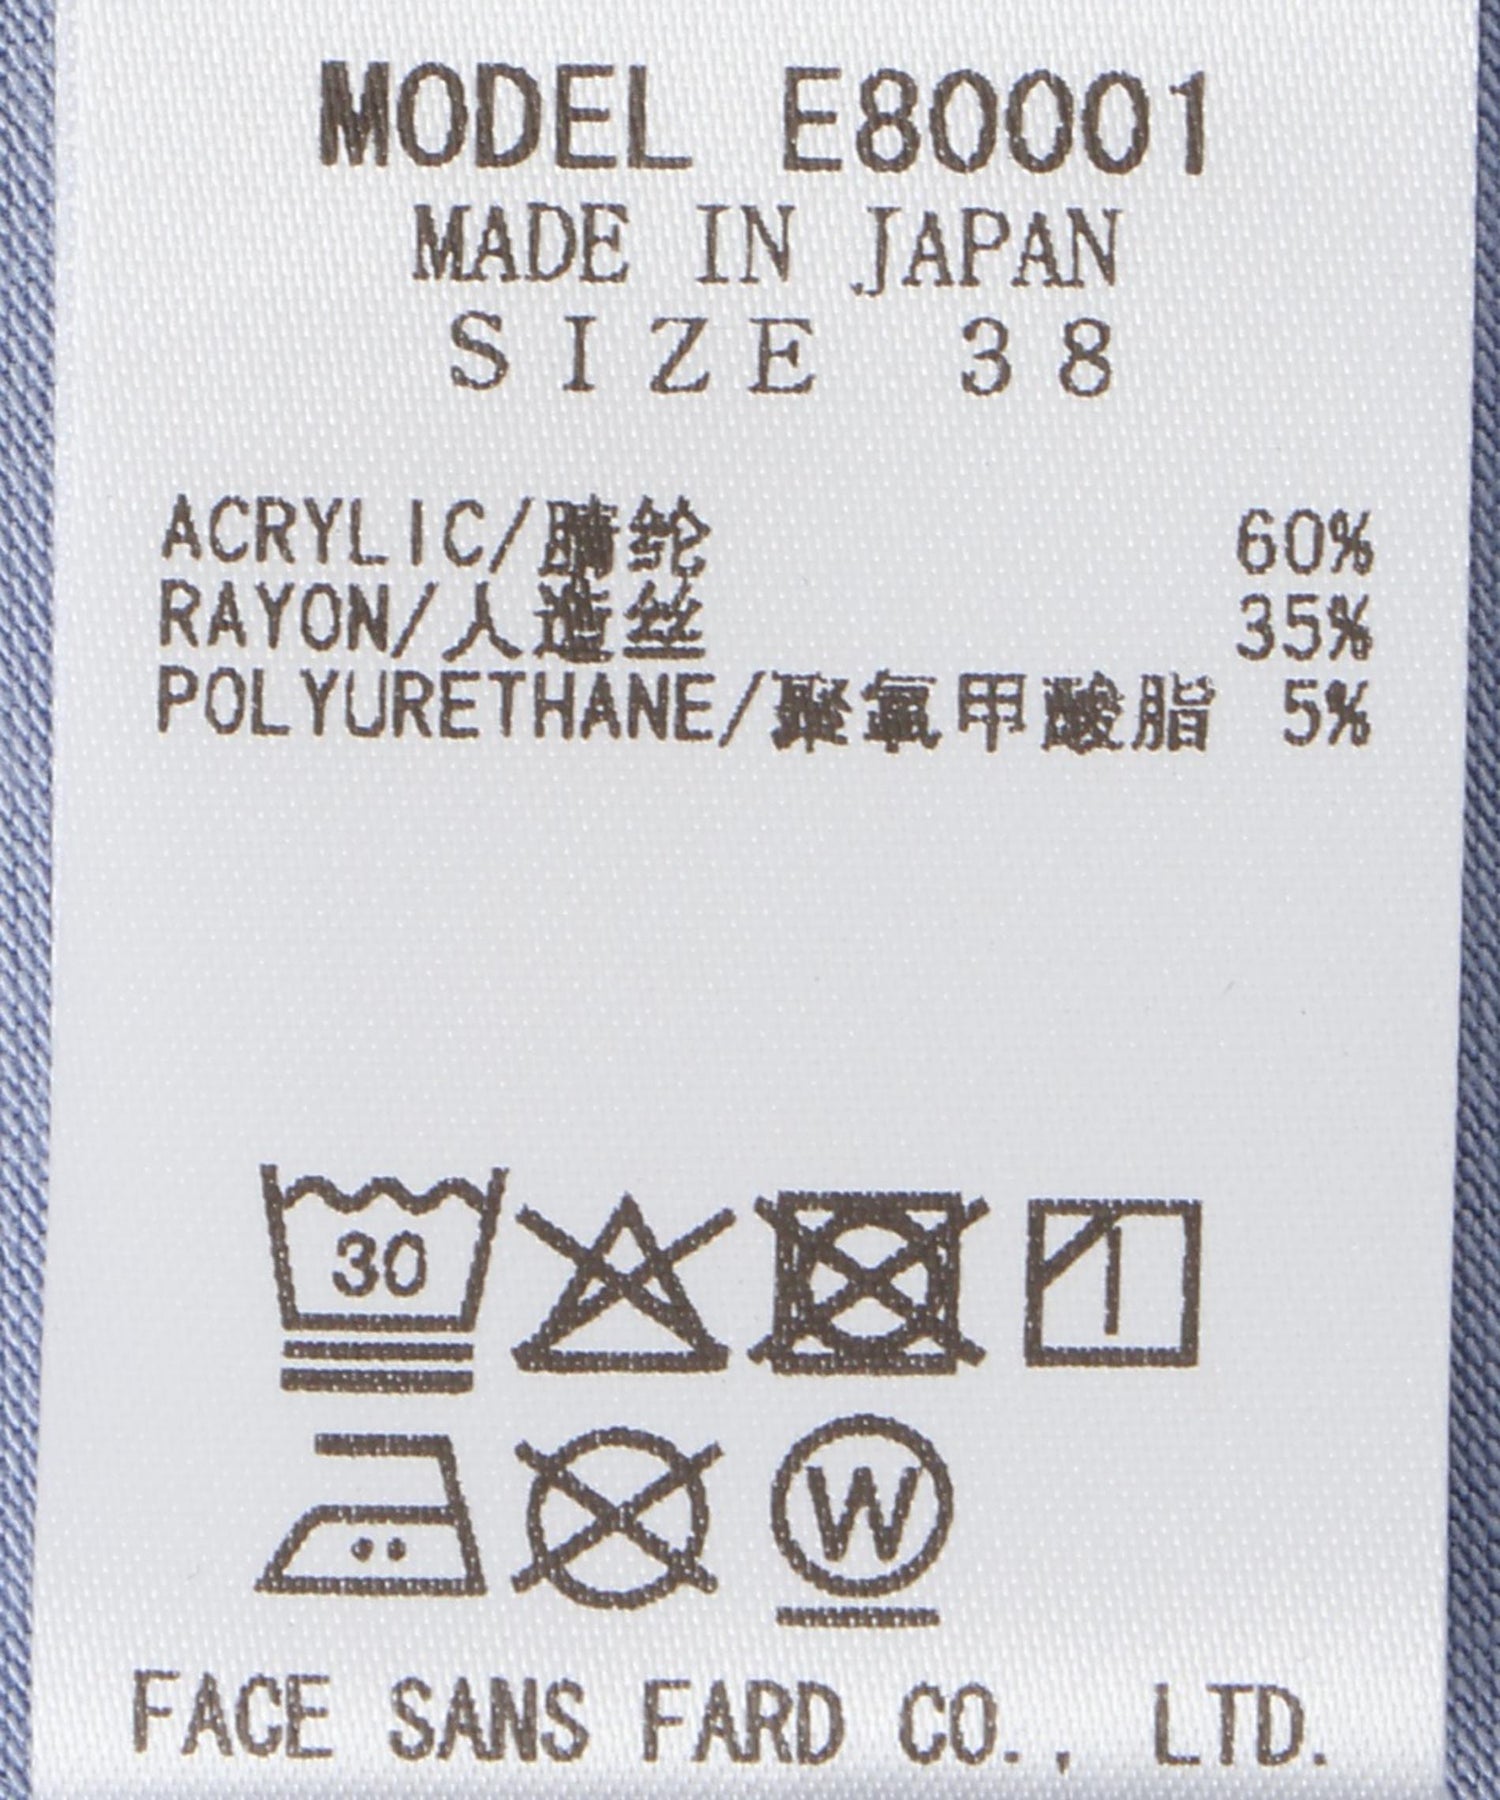 MODEL E80001
MADE IN JAPAN
SIZE 38
ACRYLIC/腈纶 60%
RAYON/人造丝 35%
POLYURETHANE/聚氨甲酸脂 5%
30
W
FACE SANS FARD CO., LTD.